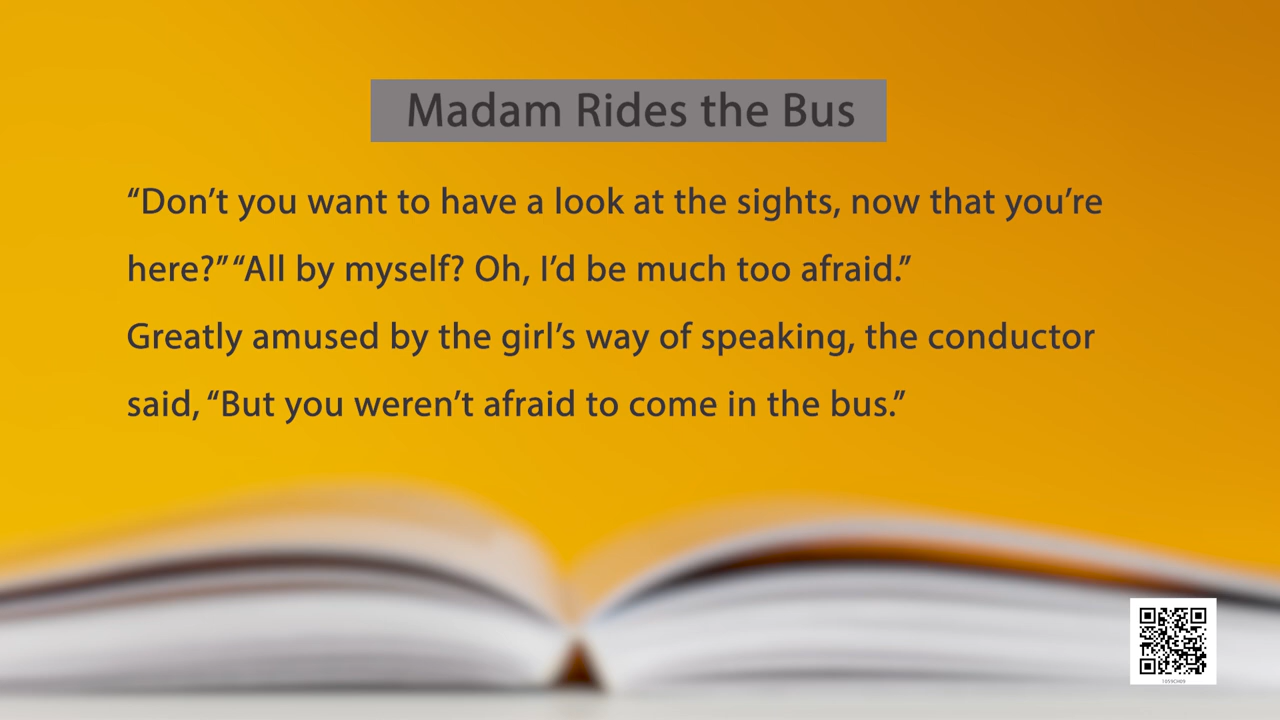 Madam Rides the Bus
“Don’t you want to have a look at the sights, now that you’re
here?” “All by myself? Oh, I’d be much too afraid.”
Greatly amused by the girl’s way of speaking, the conductor
said, “But you weren’t afraid to come in the bus.”
1059CH09